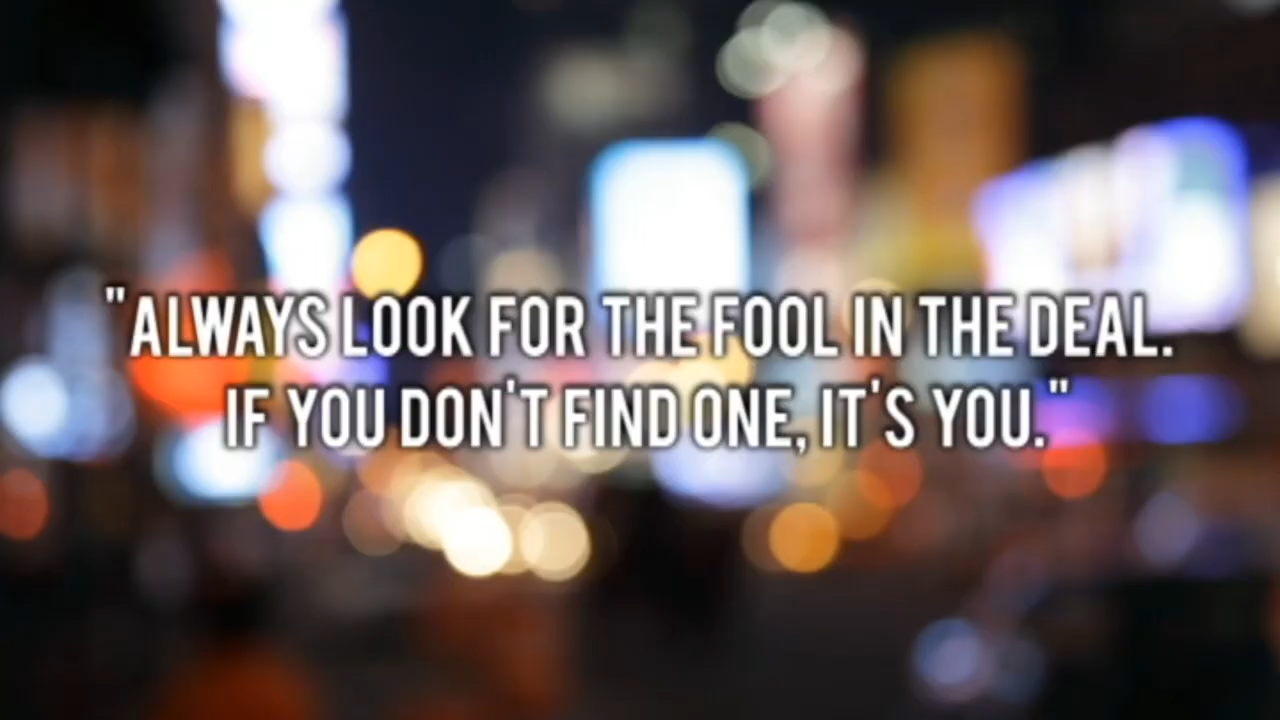 "ALWAYS LOOK FOR THE FOOL IN THE DEAL.
IF YOU DON'T FIND ONE, IT'S YOU."